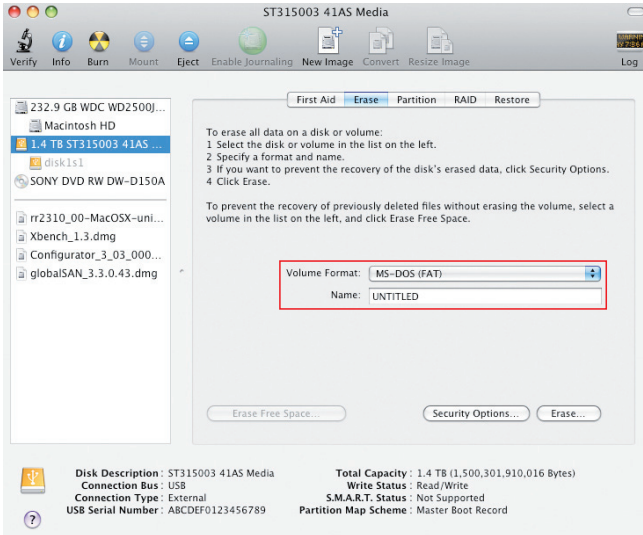 ST315003 41AS Media
Verify Info Burn Mount Eject Enable Journaling New Image Convert Resize Image Log
232.9 GB WDC WD2500J...
Macintosh HD
1.4 TB ST315003 41AS ...
disk1s1
SONY DVD RW DW-D150A
rr2310_00-MacOSX-uni...
Xbench_1.3.dmg
Configurator_3_03_000...
globalSAN_3.3.0.43.dmg
First Aid Erase Partition RAID Restore
To erase all data on a disk or volume:
1 Select the disk or volume in the list on the left.
2 Specify a format and name.
3 If you want to prevent the recovery of the disk's erased data, click Security Options.
4 Click Erase.
To prevent the recovery of previously deleted files without erasing the volume, select a
volume in the list on the left, and click Erase Free Space.
Volume Format: MS-DOS (FAT)
Name: UNTITLED
Erase Free Space... Security Options... Erase...
Disk Description : ST315003 41AS Media
Connection Bus : USB
Connection Type : External
USB Serial Number : ABCDEF0123456789
Total Capacity : 1.4 TB (1,500,301,910,016 Bytes)
Write Status : Read/Write
S.M.A.R.T. Status : Not Supported
Partition Map Scheme : Master Boot Record
?